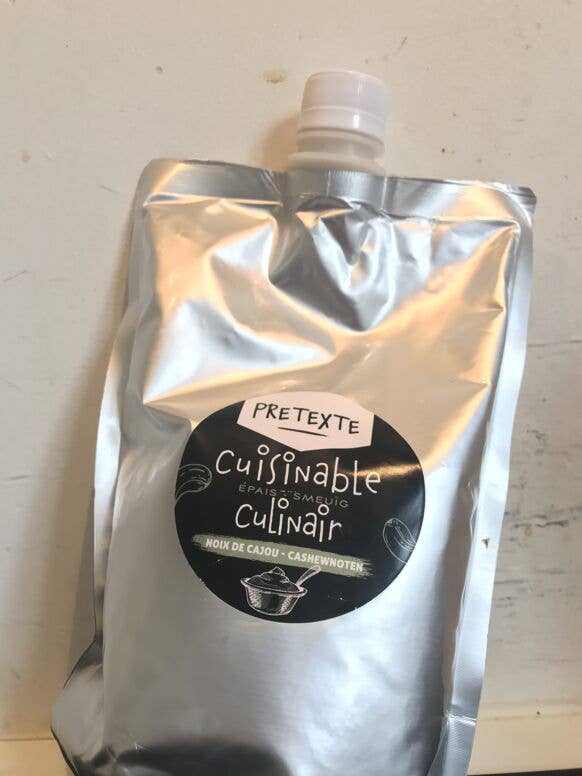 PRETEXTE
Cuisinable
ÉPAIS - SMEUÏG
Culinair
NOIX DE CAJOU - CASHEWNOTEN